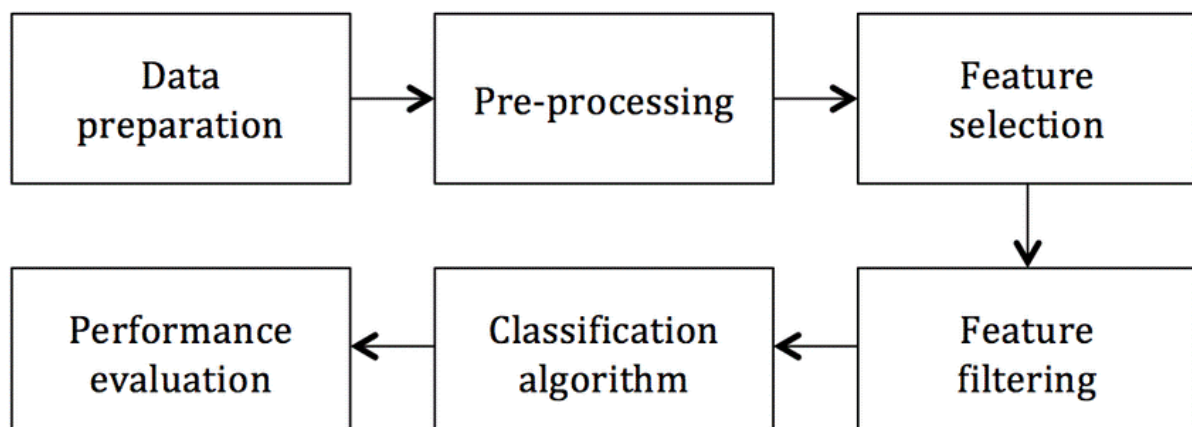 Data
preparation
Pre-processing
Feature
selection
Feature
filtering
Classification
algorithm
Performance
evaluation